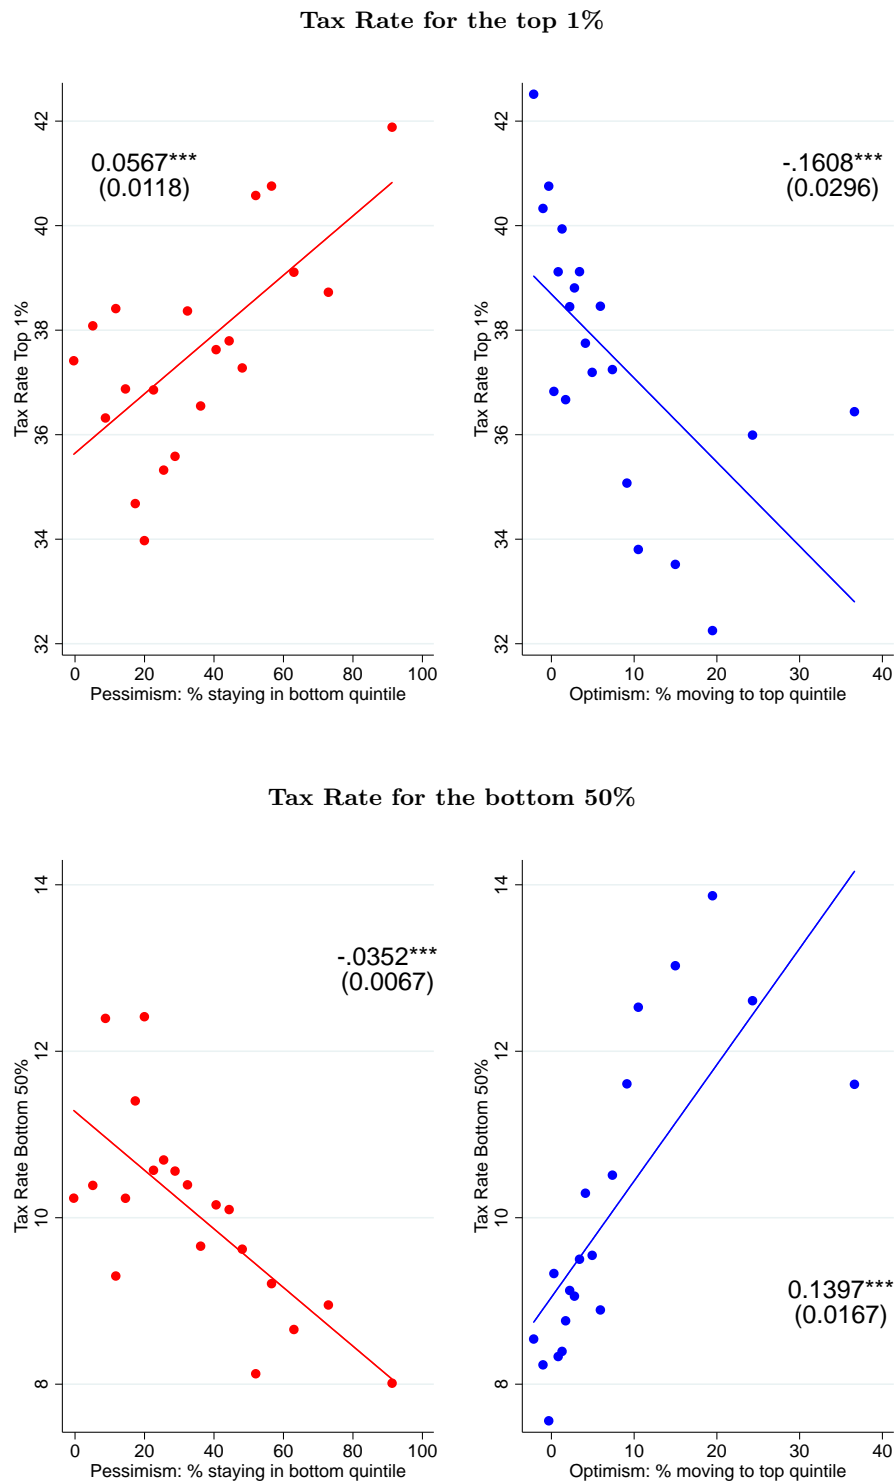 Tax Rate for the top 1%
42
40
38
36
34
32
Tax Rate Top 1%
0.0567***
(0.0118)
0 20 40 60 80 100
Pessimism: % staying in bottom quintile
42
40
38
36
34
32
Tax Rate Top 1%
-.1608***
(0.0296)
0 10 20 30 40
Optimism: % moving to top quintile
Tax Rate for the bottom 50%
14
12
10
8
Tax Rate Bottom 50%
-.0352***
(0.0067)
0 20 40 60 80 100
Pessimism: % staying in bottom quintile
14
12
10
8
Tax Rate Bottom 50%
0.1397***
(0.0167)
0 10 20 30 40
Optimism: % moving to top quintile